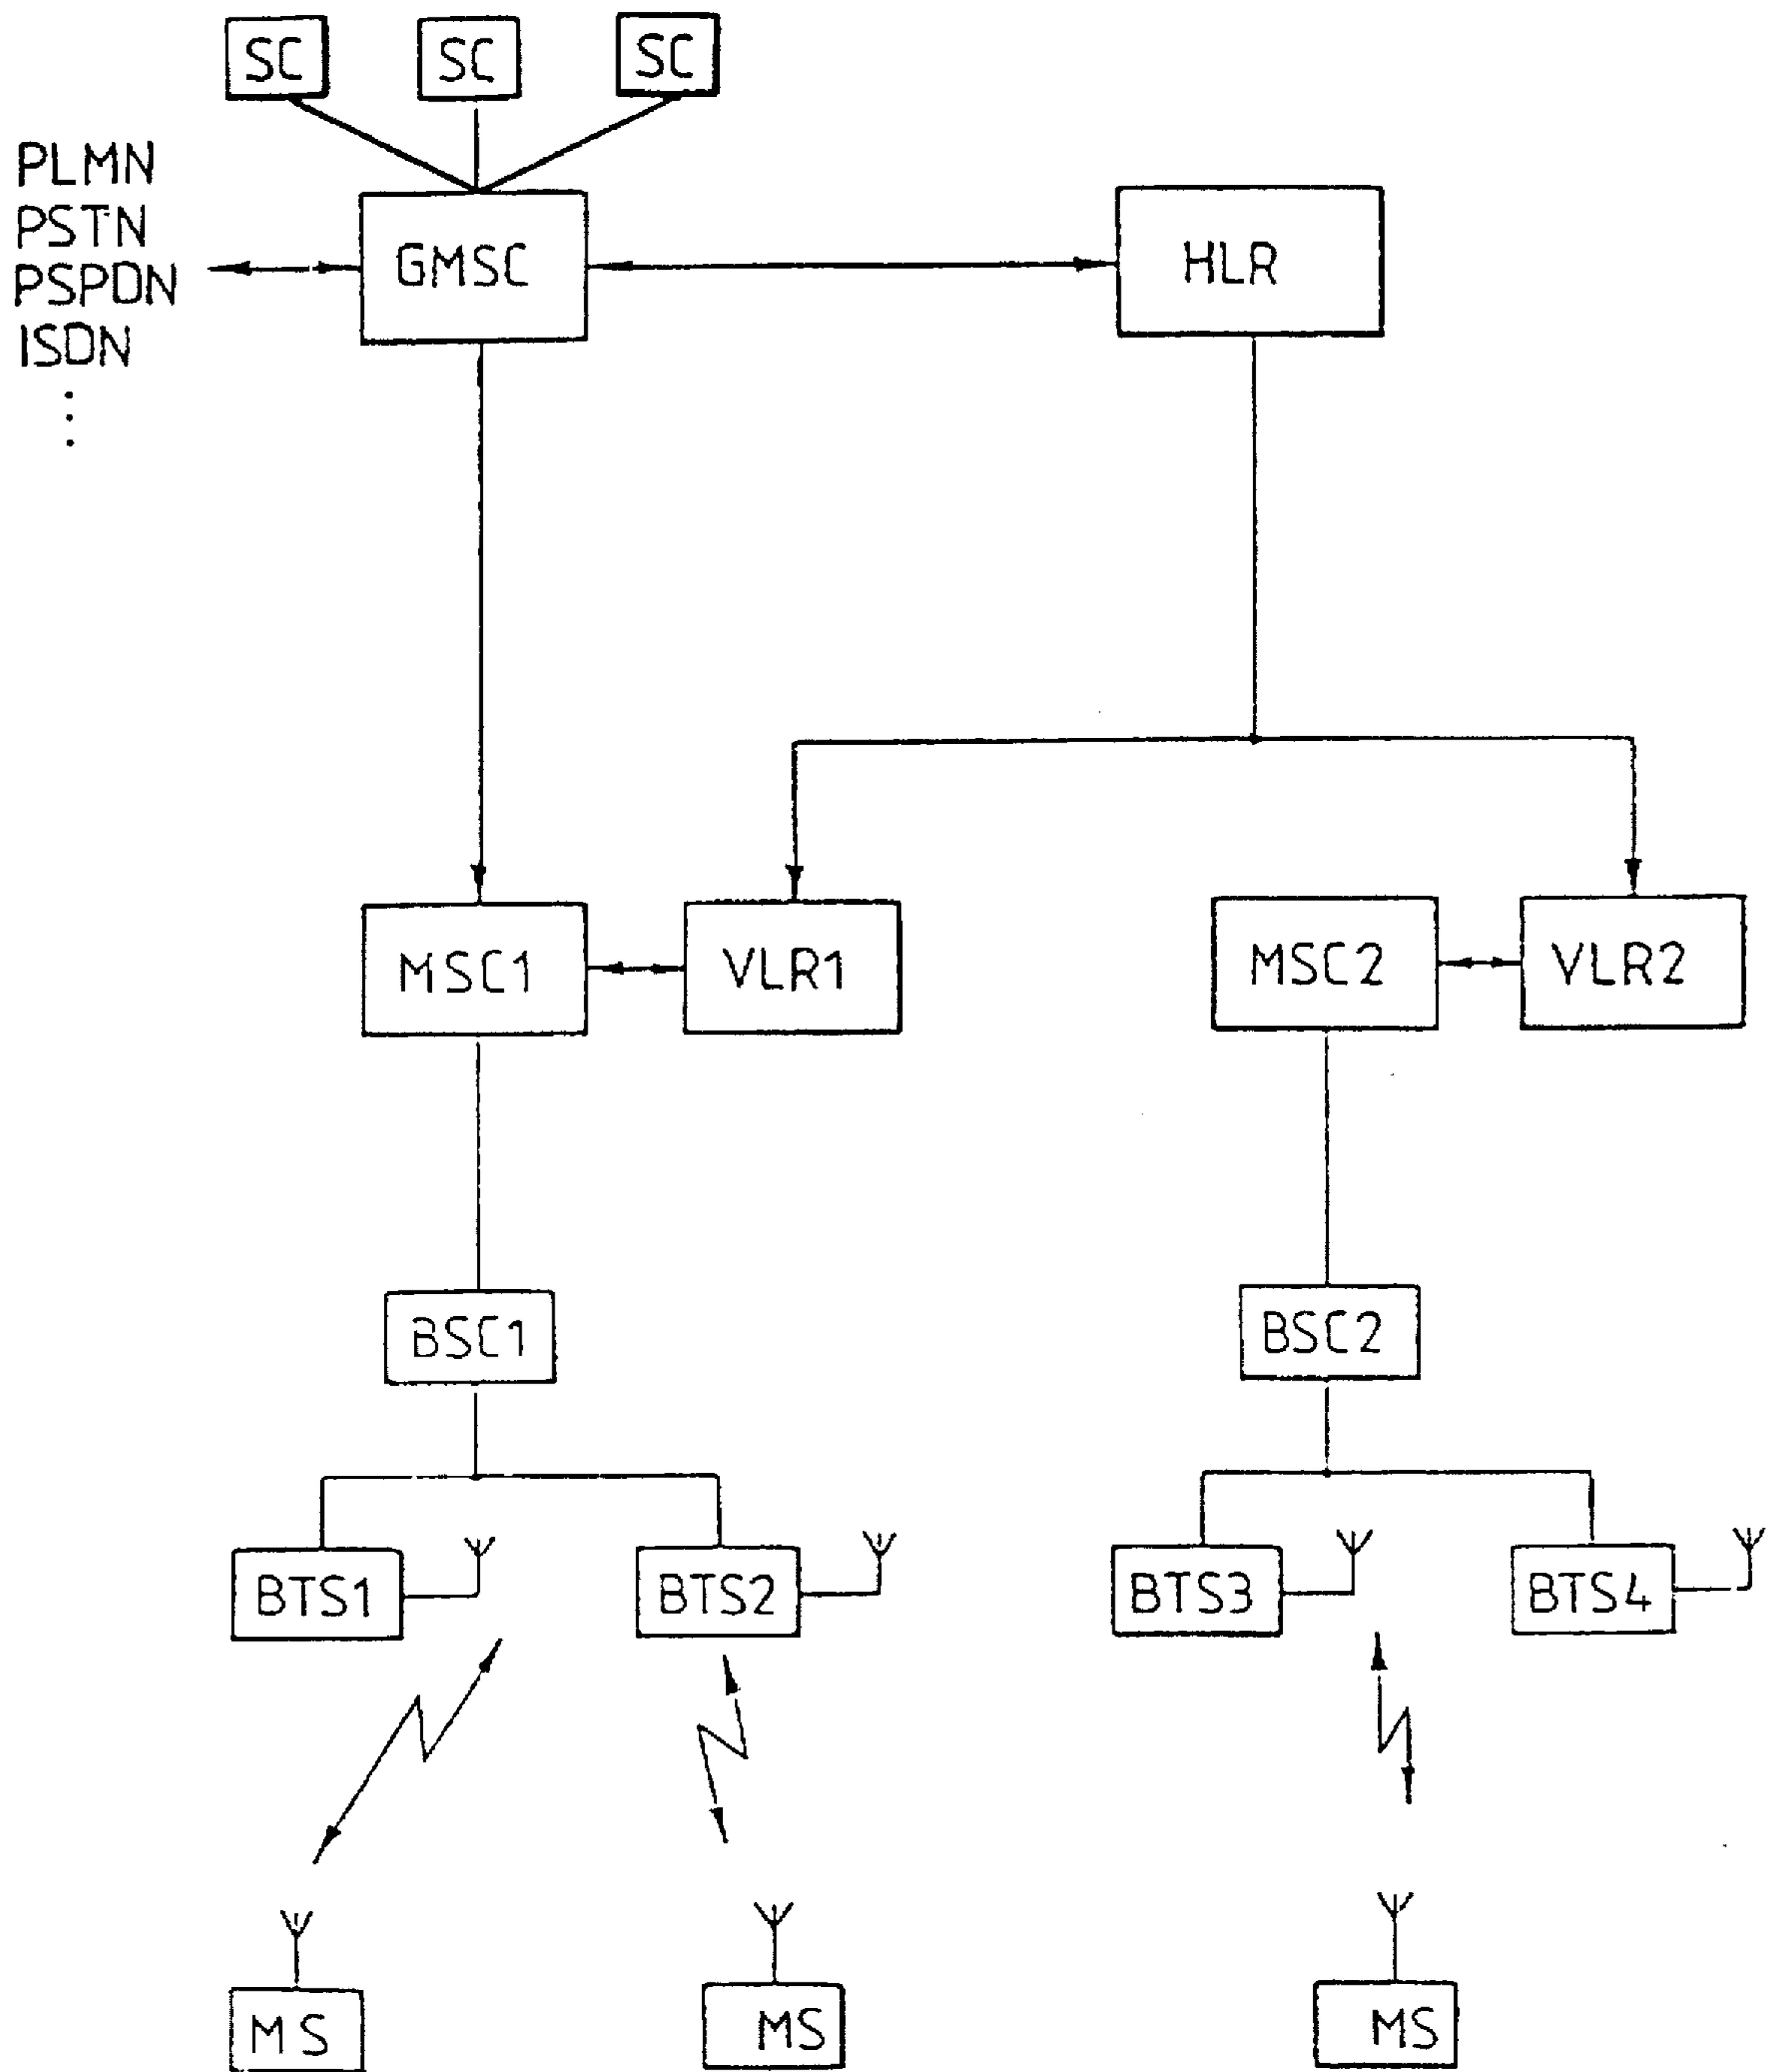 SC
SC
SC
PLMN
PSTN
PSPDN
ISDN
⋮
GMSC
HLR
MSC1
VLR1
MSC2
VLR2
BSC1
BSC2
BTS1
BTS2
BTS3
BTS4
MS
MS
MS